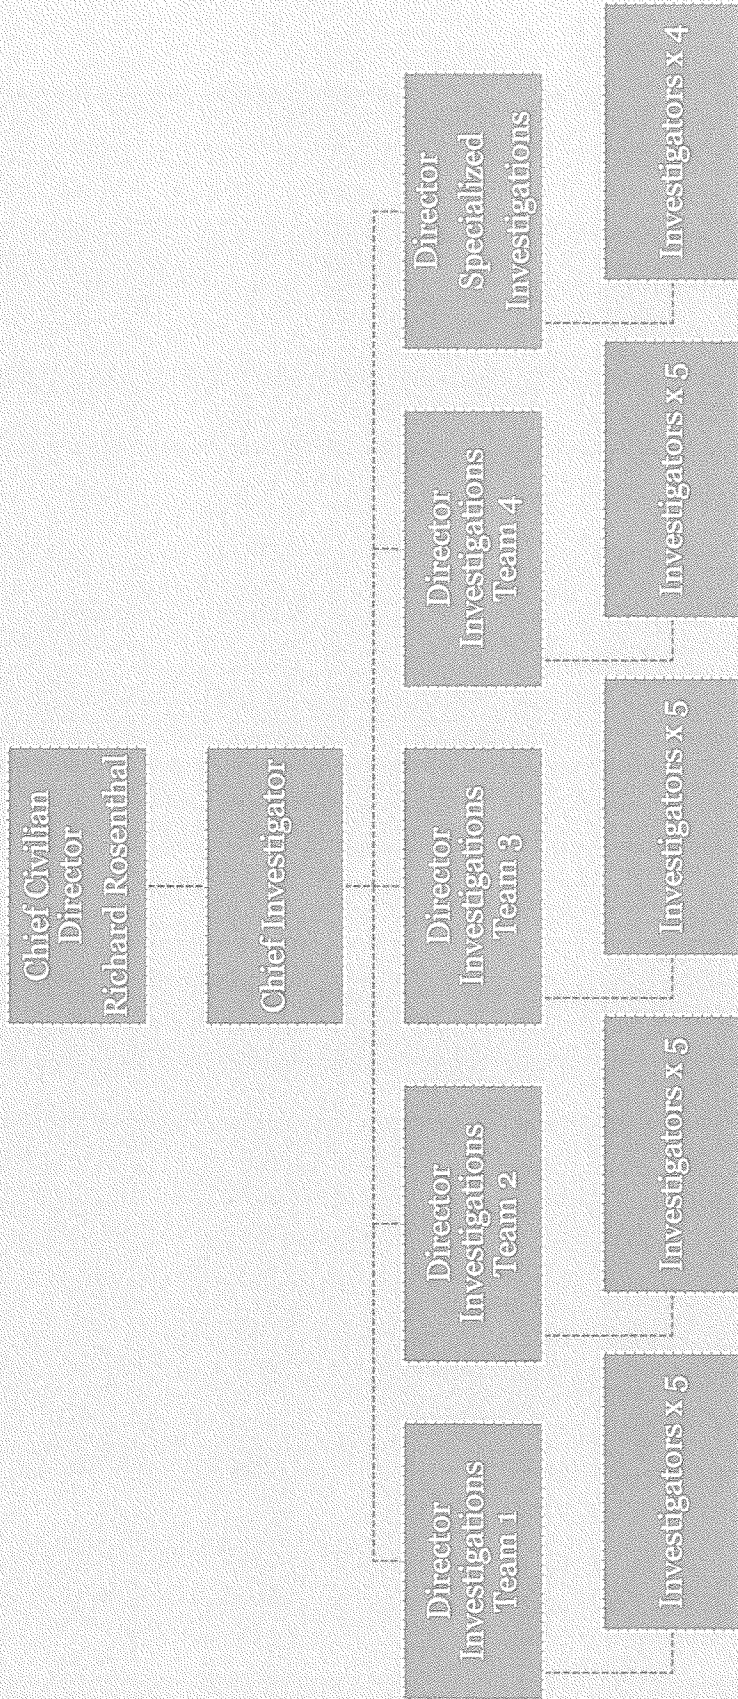 Chief Civilian
Director
Richard Rosenthal
Chief Investigator
Director
Investigations
Team 1
Director
Investigations
Team 2
Director
Investigations
Team 3
Director
Investigations
Team 4
Director
Specialized
Investigations
Investigators x 5
Investigators x 5
Investigators x 5
Investigators x 5
Investigators x 4